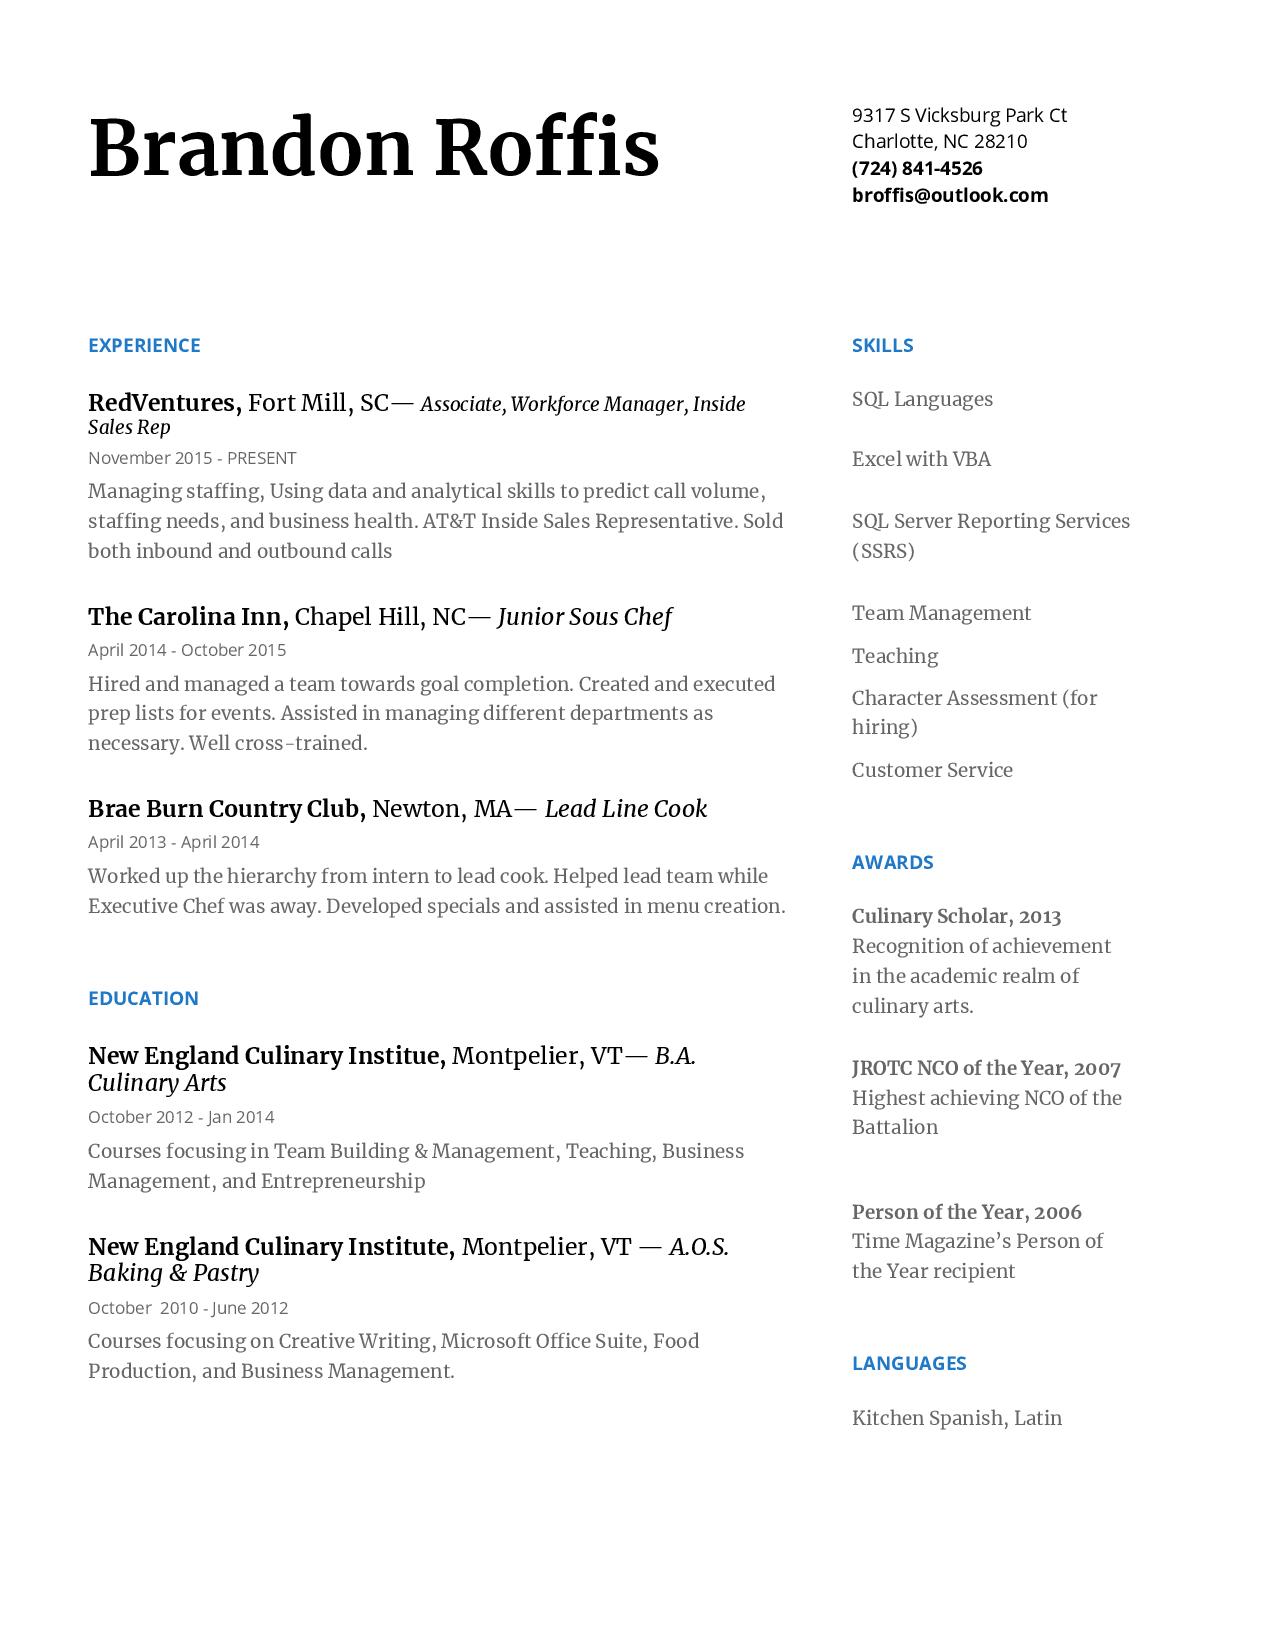 Brandon Roffis
9317 S Vicksburg Park Ct
Charlotte, NC 28210
(724) 841-4526
broffis@outlook.com
EXPERIENCE
RedVentures, Fort Mill, SC— Associate, Workforce Manager, Inside
Sales Rep
November 2015 - PRESENT
Managing staffing, Using data and analytical skills to predict call volume,
staffing needs, and business health. AT&T Inside Sales Representative. Sold
both inbound and outbound calls
The Carolina Inn, Chapel Hill, NC— Junior Sous Chef
April 2014 - October 2015
Hired and managed a team towards goal completion. Created and executed
prep lists for events. Assisted in managing different departments as
necessary. Well cross-trained.
Brae Burn Country Club, Newton, MA— Lead Line Cook
April 2013 - April 2014
Worked up the hierarchy from intern to lead cook. Helped lead team while
Executive Chef was away. Developed specials and assisted in menu creation.
EDUCATION
New England Culinary Institue, Montpelier, VT— B.A.
Culinary Arts
October 2012 - Jan 2014
Courses focusing in Team Building & Management, Teaching, Business
Management, and Entrepreneurship
New England Culinary Institute, Montpelier, VT — A.O.S.
Baking & Pastry
October  2010 - June 2012
Courses focusing on Creative Writing, Microsoft Office Suite, Food
Production, and Business Management.
SKILLS
SQL Languages
Excel with VBA
SQL Server Reporting Services
(SSRS)
Team Management
Teaching
Character Assessment (for
hiring)
Customer Service
AWARDS
Culinary Scholar, 2013
Recognition of achievement
in the academic realm of
culinary arts.
JROTC NCO of the Year, 2007
Highest achieving NCO of the
Battalion
Person of the Year, 2006
Time Magazine’s Person of
the Year recipient
LANGUAGES
Kitchen Spanish, Latin